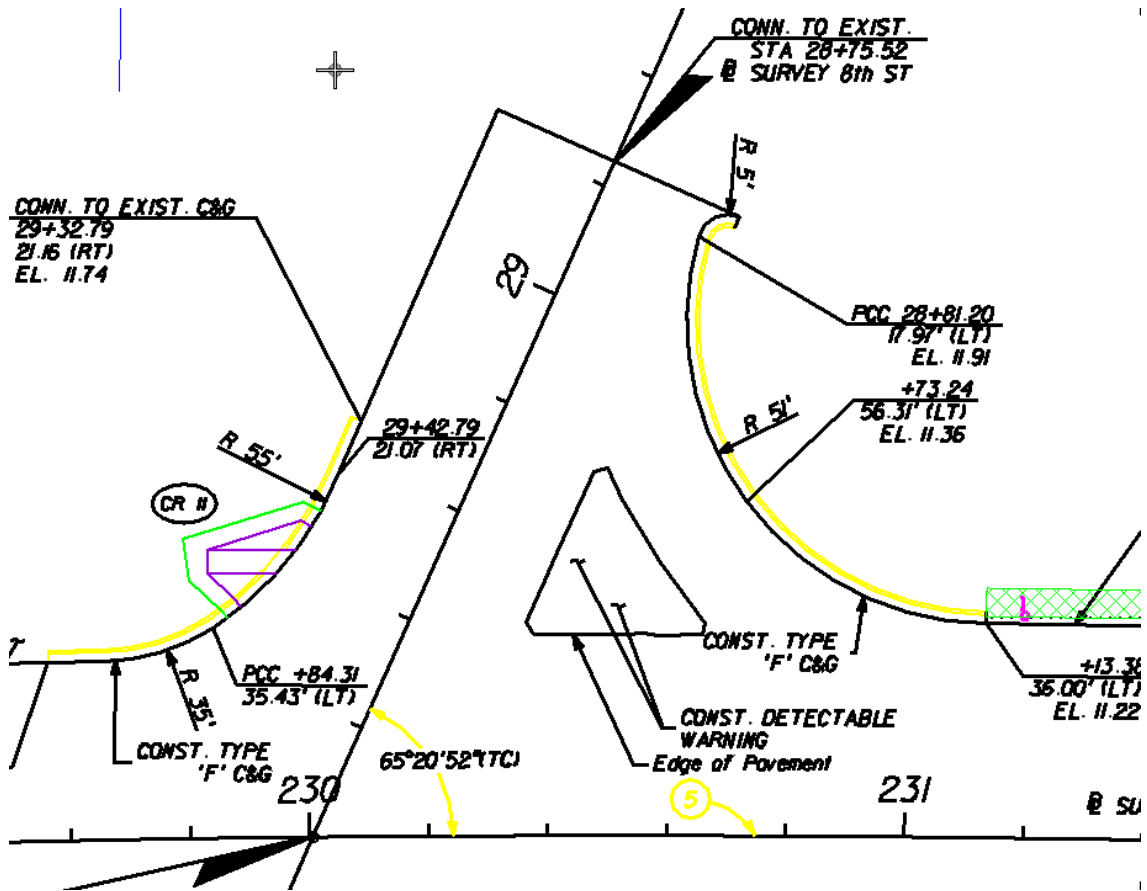 CONN. TO EXIST.
STA 28+75.52
⅊ SURVEY 8th ST
R 5'
CONN. TO EXIST. C&G
29+32.79
21.16 (RT)
EL. 11.74
29
PCC 28+81.20
17.97' (LT)
EL. 11.91
+73.24
56.31' (LT)
EL. 11.36
R 51'
29+42.79
21.07 (RT)
R 55'
CR 11
CONST. TYPE
'F' C&G
PCC +84.31
35.43' (LT)
R 35'
+13.38
36.00' (LT)
EL. 11.22
CONST. DETECTABLE
WARNING
Edge of Pavement
CONST. TYPE
'F' C&G
65°20'52"(TC)
230
5
231
⅊ SU